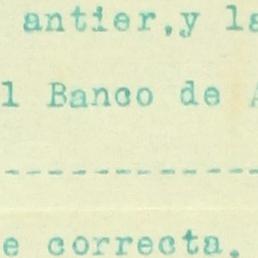 antier,y la
l Banco de A
--------------------
e correcta.